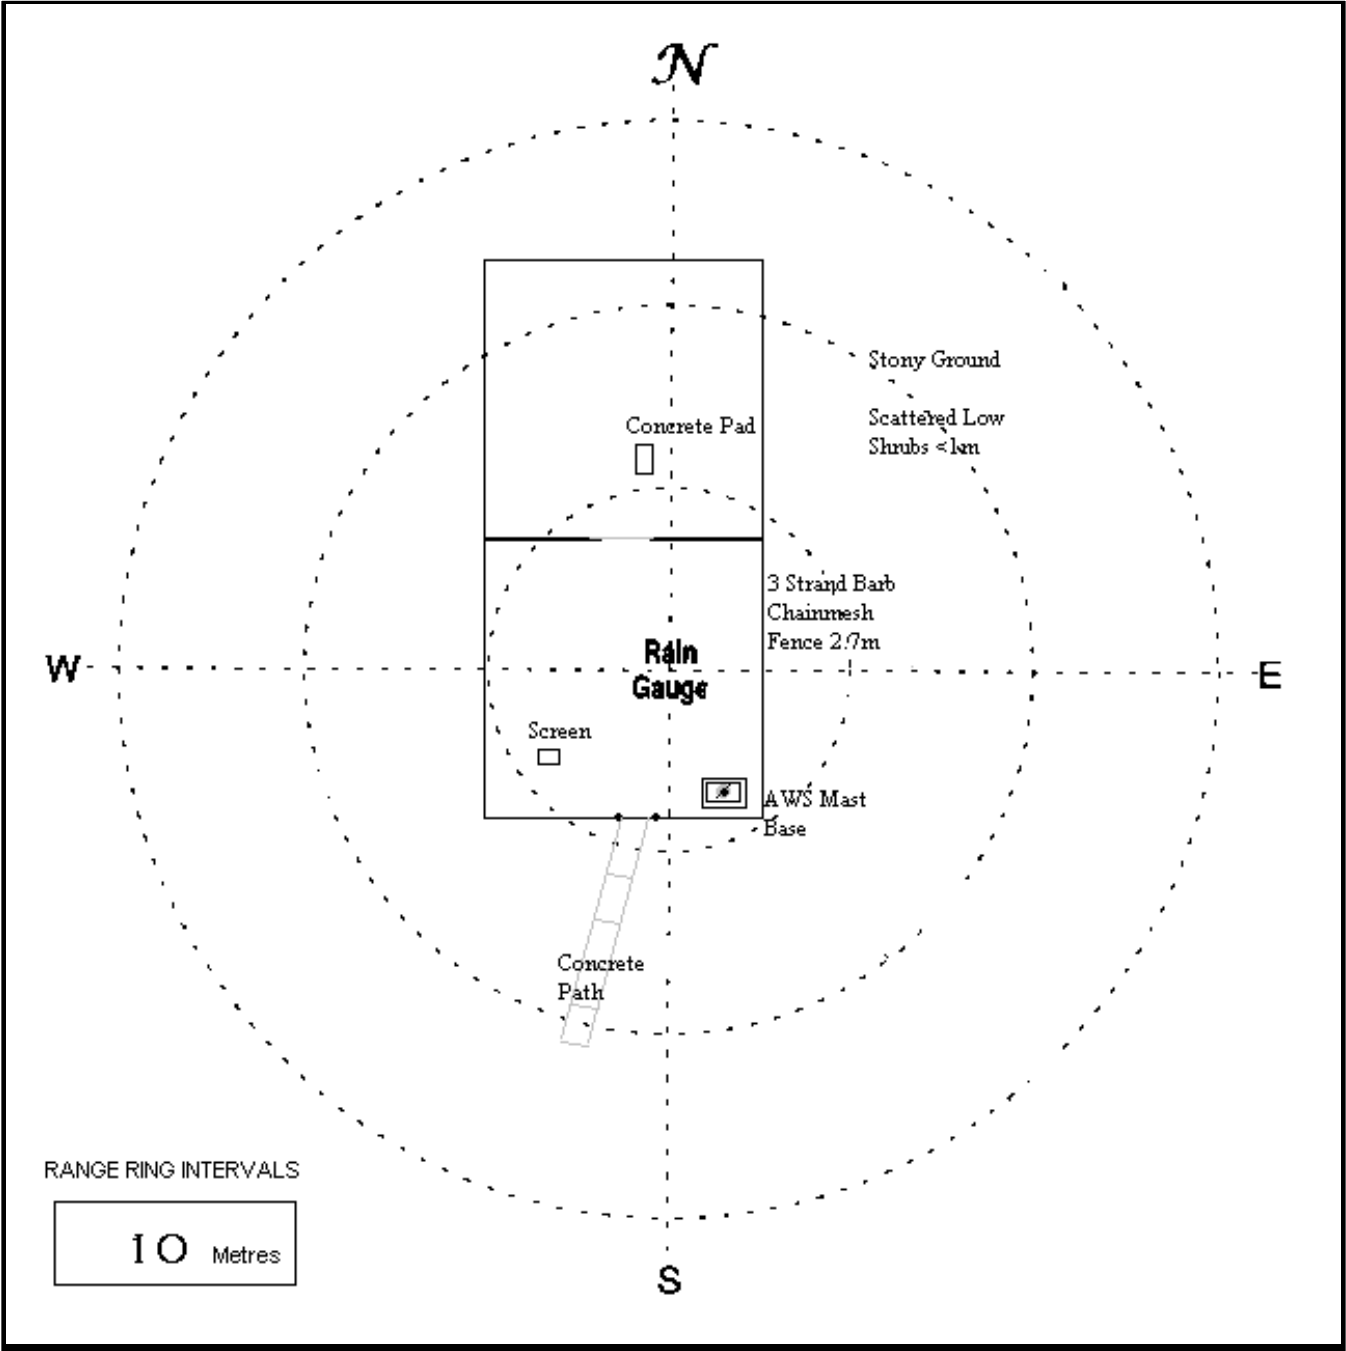 N
Stony Ground
Scattered Low
Shrubs <1m
Concrete Pad
3 Strand Barb
Chainmesh
Fence 2.7m
Rain
Gauge
W
E
Screen
AWS Mast
Base
Concrete
Path
RANGE RING INTERVALS
10 Metres
S